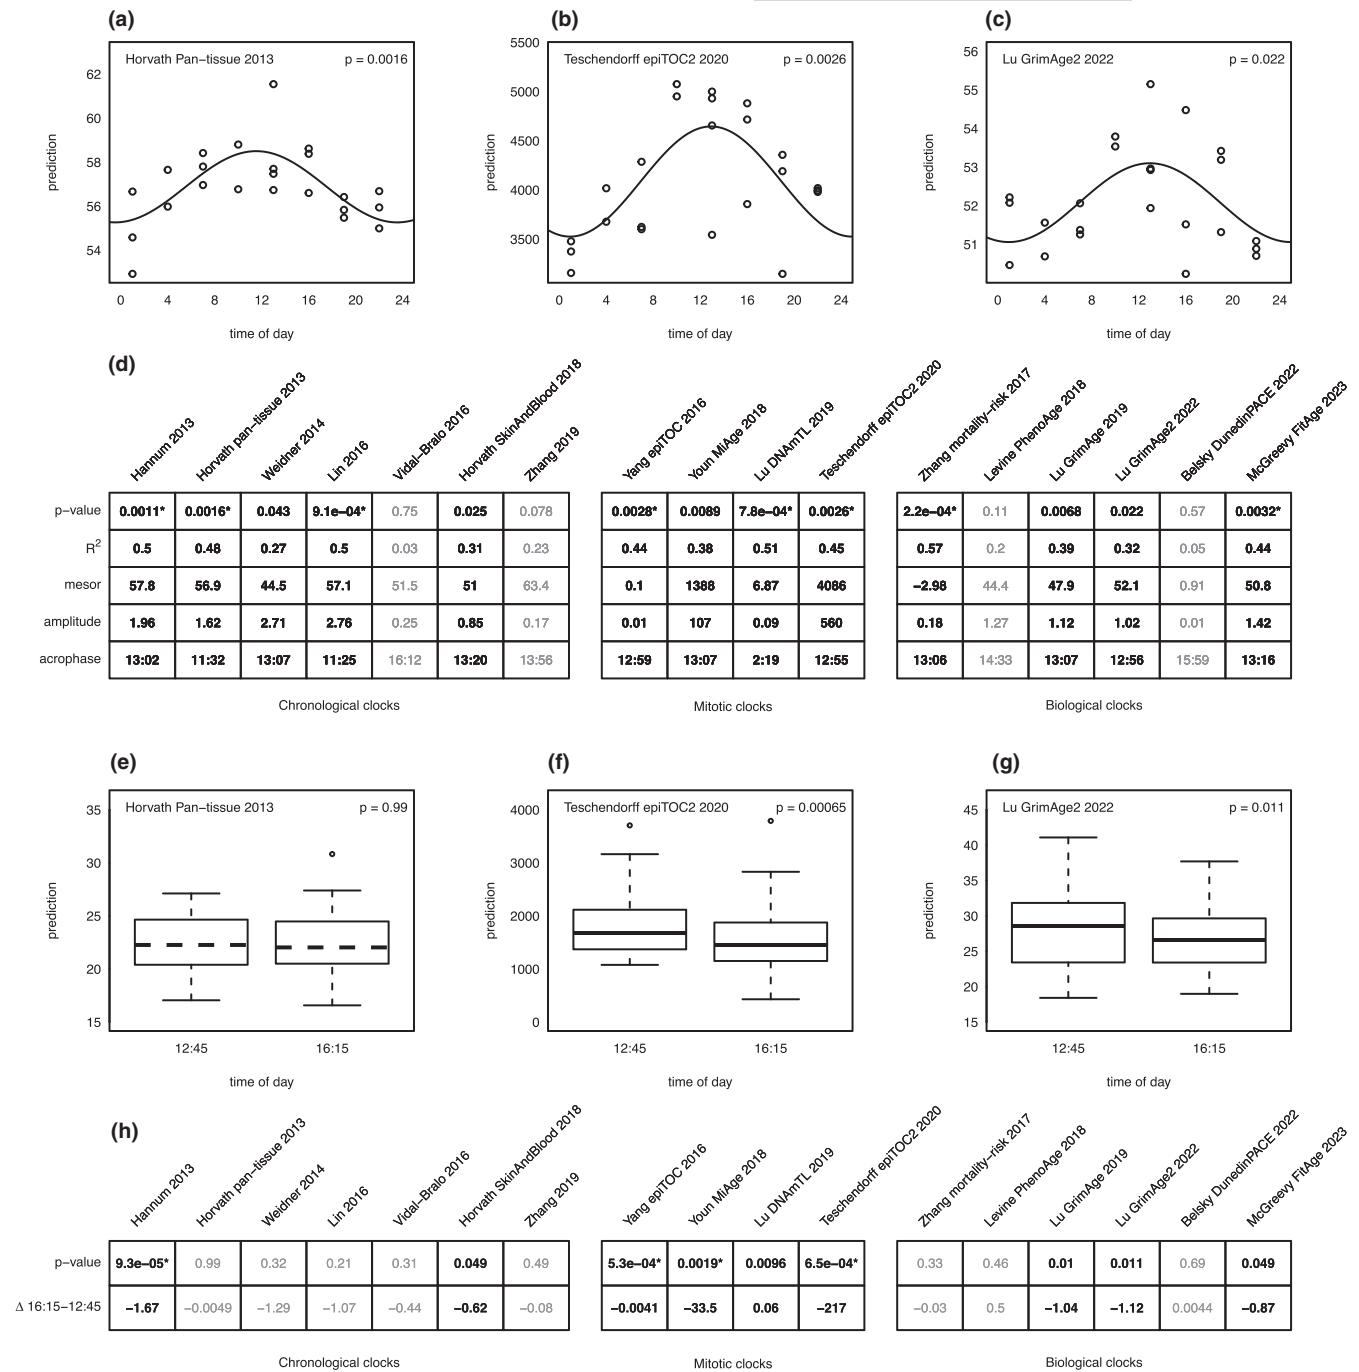 (a) (b) (c)
Horvath Pan−tissue 2013 p = 0.0016
prediction
62
60
58
56
54
0 4 8 12 16 20 24
time of day
Teschendorff epiTOC2 2020 p = 0.0026
prediction
5500
5000
4500
4000
3500
0 4 8 12 16 20 24
time of day
Lu GrimAge2 2022 p = 0.022
prediction
56
55
54
53
52
51
0 4 8 12 16 20 24
time of day
(d)
Hannum 2013
Horvath pan−tissue 2013
Weidner 2014
Lin 2016
Vidal−Bralo 2016
Horvath SkinAndBlood 2018
Zhang 2019
Yang epiTOC 2016
Youn MiAge 2018
Lu DNAmTL 2019
Teschendorff epiTOC2 2020
Zhang mortality−risk 2017
Levine PhenoAge 2018
Lu GrimAge 2019
Lu GrimAge2 2022
Belsky DunedinPACE 2022
McGreevy FitAge 2023
p−value 0.0011* 0.0016* 0.043 9.1e−04* 0.75 0.025 0.078 0.0028* 0.0089 7.8e−04* 0.0026* 2.2e−04* 0.11 0.0068 0.022 0.57 0.0032*
R² 0.5 0.48 0.27 0.5 0.03 0.31 0.23 0.44 0.38 0.51 0.45 0.57 0.2 0.39 0.32 0.05 0.44
mesor 57.8 56.9 44.5 57.1 51.5 51 63.4 0.1 1388 6.87 4086 −2.98 44.4 47.9 52.1 0.91 50.8
amplitude 1.96 1.62 2.71 2.76 0.25 0.85 0.17 0.01 107 0.09 560 0.18 1.27 1.12 1.02 0.01 1.42
acrophase 13:02 11:32 13:07 11:25 16:12 13:20 13:56 12:59 13:07 2:19 12:55 13:06 14:33 13:07 12:56 15:59 13:16
Chronological clocks Mitotic clocks Biological clocks
(e) (f) (g)
Horvath Pan−tissue 2013 p = 0.99
prediction
35
30
25
20
15
12:45 16:15
time of day
Teschendorff epiTOC2 2020 p = 0.00065
prediction
4000
3000
2000
1000
0
12:45 16:15
time of day
Lu GrimAge2 2022 p = 0.011
prediction
45
40
35
30
25
20
15
12:45 16:15
time of day
(h)
Hannum 2013
Horvath pan−tissue 2013
Weidner 2014
Lin 2016
Vidal−Bralo 2016
Horvath SkinAndBlood 2018
Zhang 2019
Yang epiTOC 2016
Youn MiAge 2018
Lu DNAmTL 2019
Teschendorff epiTOC2 2020
Zhang mortality−risk 2017
Levine PhenoAge 2018
Lu GrimAge 2019
Lu GrimAge2 2022
Belsky DunedinPACE 2022
McGreevy FitAge 2023
p−value 9.3e−05* 0.99 0.32 0.21 0.31 0.049 0.49 5.3e−04* 0.0019* 0.0096 6.5e−04* 0.33 0.46 0.01 0.011 0.69 0.049
Δ 16:15−12:45 −1.67 −0.0049 −1.29 −1.07 −0.44 −0.62 −0.08 −0.0041 −33.5 0.06 −217 −0.03 0.5 −1.04 −1.12 0.0044 −0.87
Chronological clocks Mitotic clocks Biological clocks